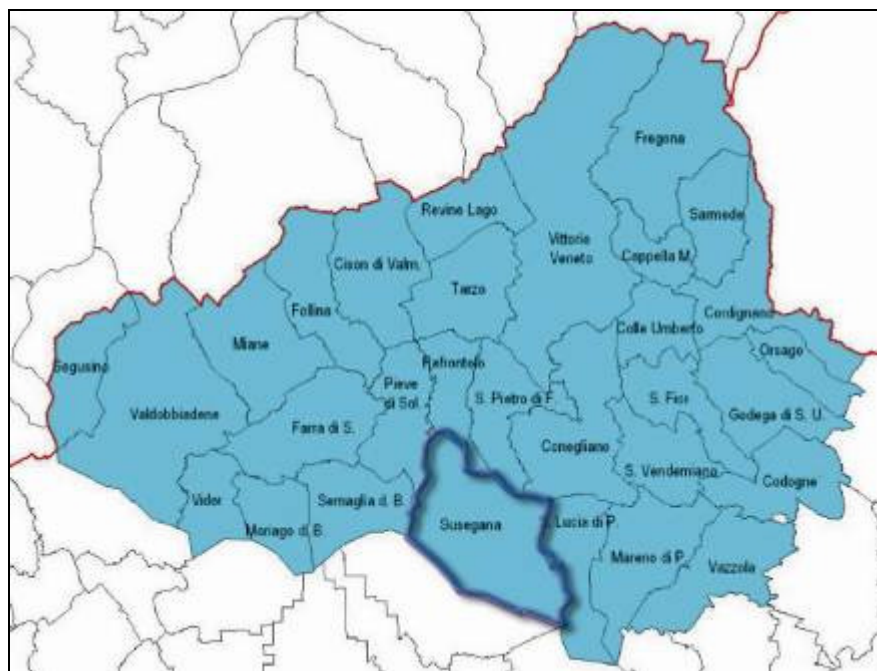 Fregona
Sarmede
Revine Lago
Vittorio
Veneto
Cappella M.
Cison di Valm.
Tarzo
Follina
Cordignano
Colle Umberto
Orsago
Miane
Segusino
Refrontolo
Pieve
di Sol.
S. Pietro di F.
S. Fior
Godega di S. U.
Valdobbiadene
Farra di S.
Conegliano
S. Vendemiano
Codognè
Vidor
Sernaglia d. B.
Moriago d. B.
Susegana
S. Lucia di P.
Mareno di P.
Vazzola